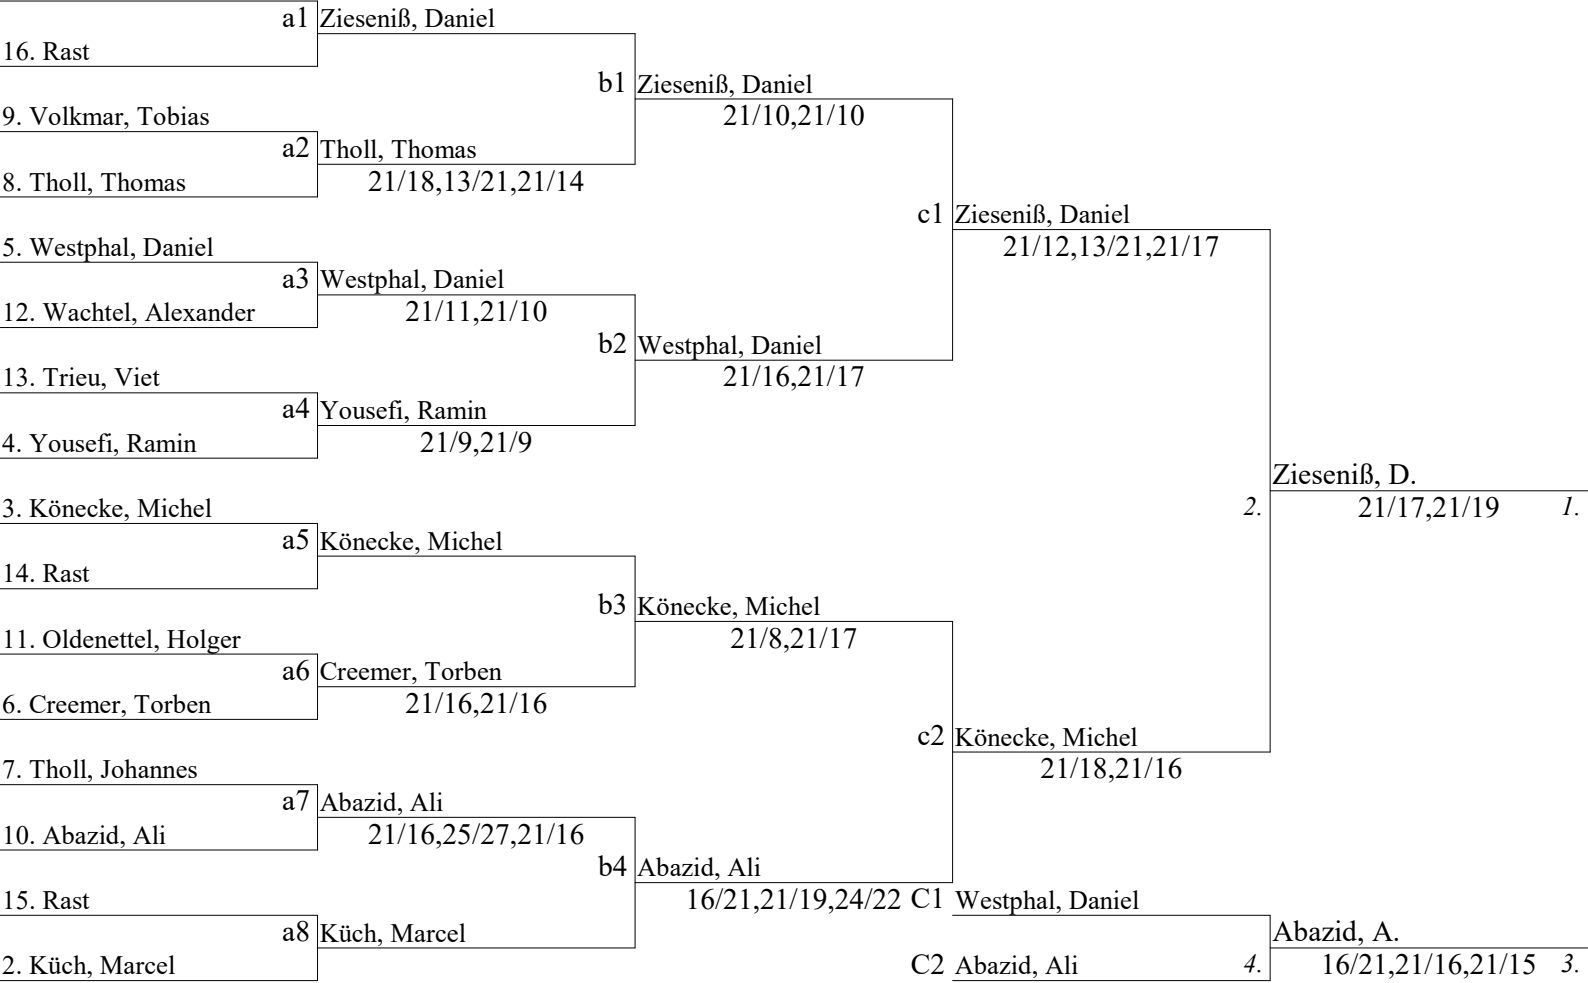 a1 Zieseniß, Daniel
16. Rast
b1 Zieseniß, Daniel
9. Volkmar, Tobias
21/10,21/10
a2 Tholl, Thomas
8. Tholl, Thomas
21/18,13/21,21/14
c1 Zieseniß, Daniel
5. Westphal, Daniel
21/12,13/21,21/17
a3 Westphal, Daniel
12. Wachtel, Alexander
21/11,21/10
b2 Westphal, Daniel
13. Trieu, Viet
21/16,21/17
a4 Yousefi, Ramin
4. Yousefi, Ramin
21/9,21/9
Zieseniß, D.
3. Könecke, Michel
2.
21/17,21/19
1.
a5 Könecke, Michel
14. Rast
b3 Könecke, Michel
11. Oldenettel, Holger
21/8,21/17
a6 Creemer, Torben
6. Creemer, Torben
21/16,21/16
c2 Könecke, Michel
7. Tholl, Johannes
21/18,21/16
a7 Abazid, Ali
10. Abazid, Ali
21/16,25/27,21/16
b4 Abazid, Ali
15. Rast
16/21,21/19,24/22
C1 Westphal, Daniel
a8 Küch, Marcel
Abazid, A.
2. Küch, Marcel
C2 Abazid, Ali
4.
16/21,21/16,21/15
3.